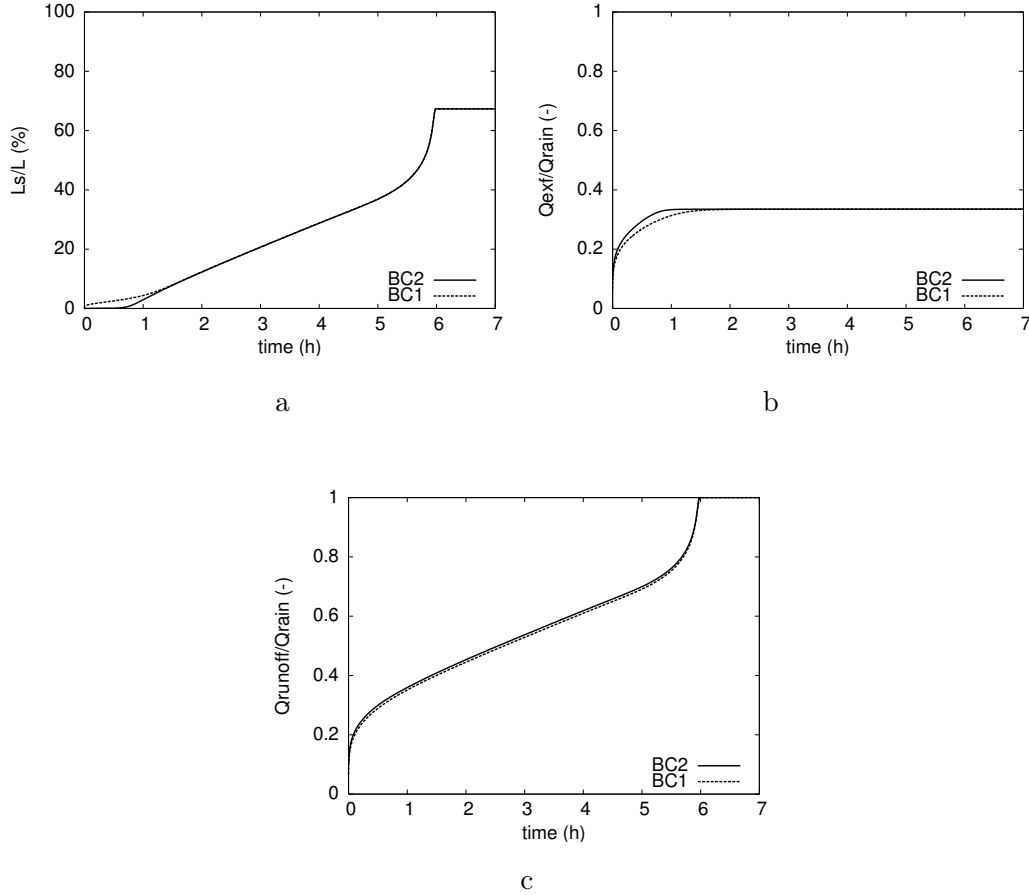 100
80
60
40
20
0
Ls/L (%)
BC2
BC1
0 1 2 3 4 5 6 7
time (h)
a
1
0.8
0.6
0.4
0.2
0
Qexf/Qrain (-)
BC2
BC1
0 1 2 3 4 5 6 7
time (h)
b
1
0.8
0.6
0.4
0.2
0
Qrunoff/Qrain (-)
BC2
BC1
0 1 2 3 4 5 6 7
time (h)
c